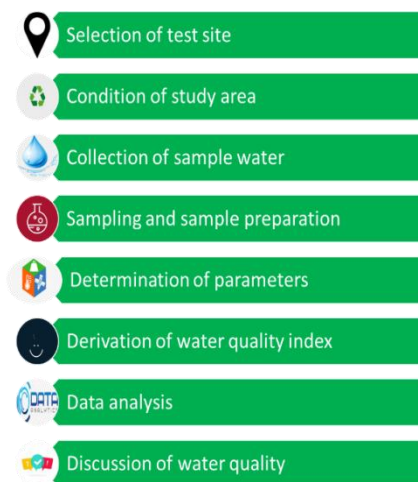 Selection of test site
Condition of study area
Collection of sample water
Sampling and sample preparation
Determination of parameters
Derivation of water quality index
DATA
Data analysis
Discussion of water quality